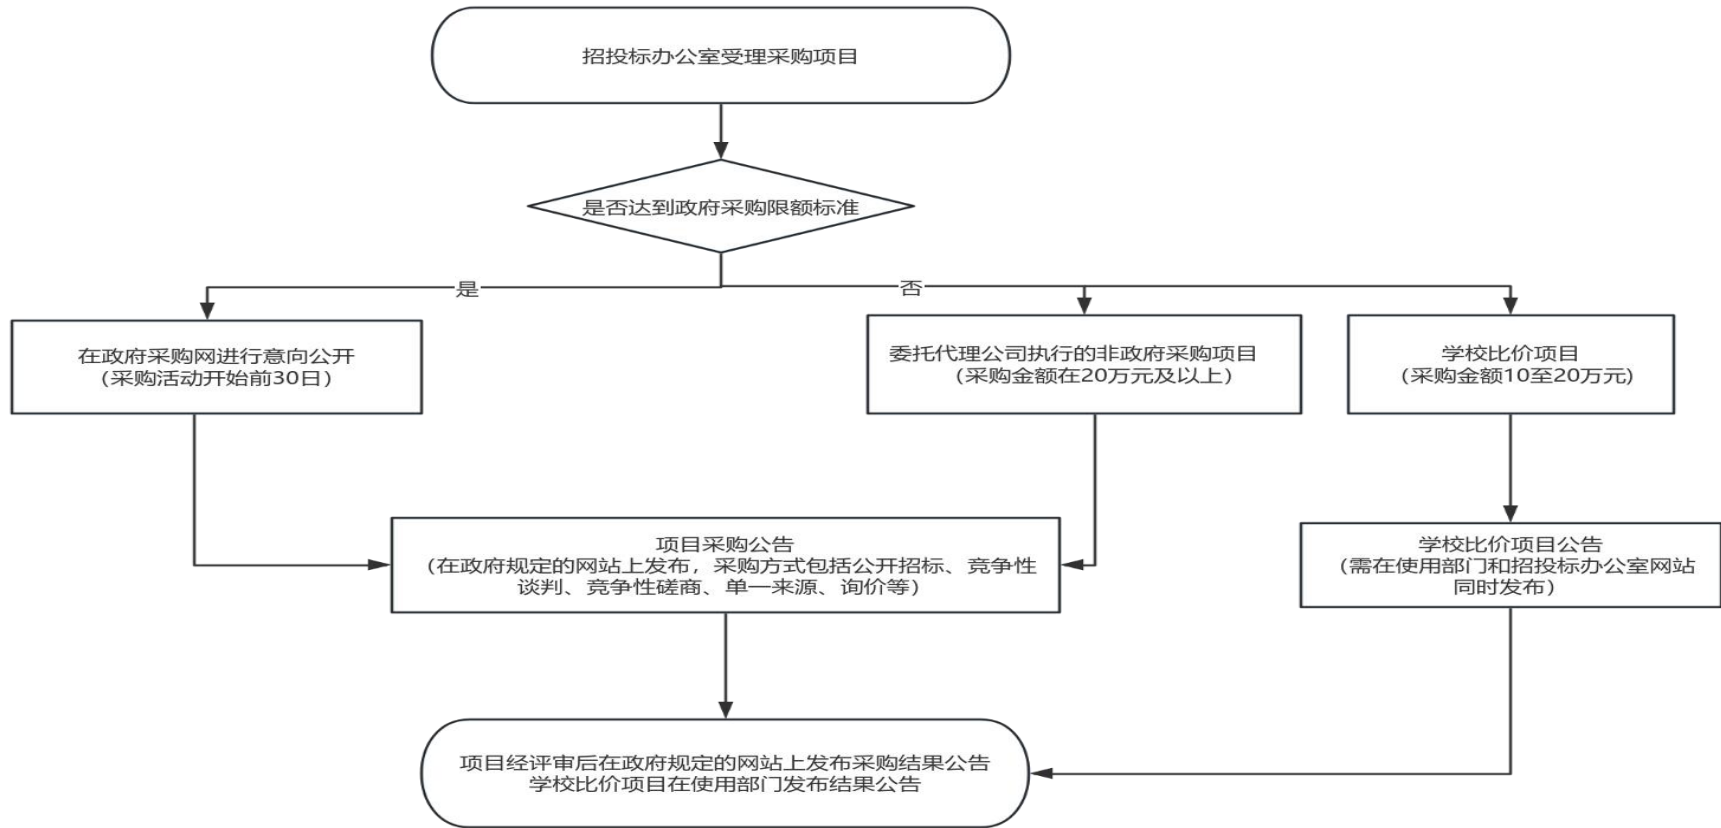 招投标办公室受理采购项目
是否达到政府采购限额标准
是
否
在政府采购网进行意向公开
（采购活动开始前30日）
委托代理公司执行的非政府采购项目
（采购金额在20万元及以上）
学校比价项目
（采购金额10至20万元)
项目采购公告
（在政府规定的网站上发布，采购方式包括公开招标、竞争性
谈判、竞争性磋商、单一来源、询价等）
学校比价项目公告
（需在使用部门和招投标办公室网站
同时发布）
项目经评审后在政府规定的网站上发布采购结果公告
学校比价项目在使用部门发布结果公告